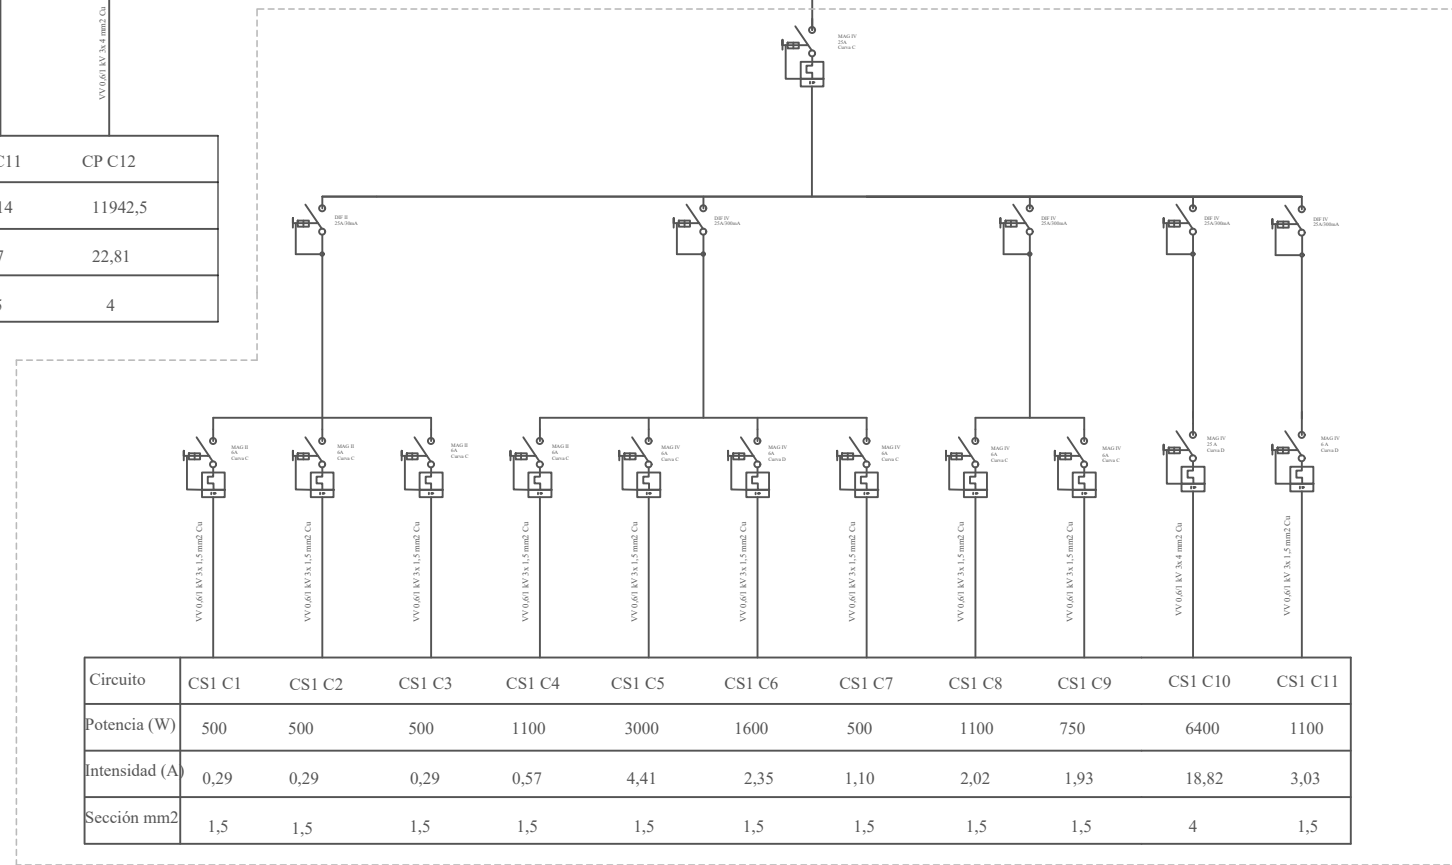 VV 0,6/1 kV 3x 4 mm2 Cu
C11 CP C12
14 11942,5
7 22,81
4
MAG IV
25A
Curva C
DIF II
25A/30mA
DIF IV
25A/300mA
DIF IV
25A/300mA
DIF IV
25A/300mA
DIF IV
25A/300mA
MAG II
6A
Curva C
MAG II
6A
Curva C
MAG II
6A
Curva C
MAG II
6A
Curva C
MAG IV
6A
Curva C
MAG IV
6A
Curva D
MAG IV
6A
Curva C
MAG IV
6A
Curva C
MAG IV
6A
Curva C
MAG IV
25 A
Curva D
MAG IV
6 A
Curva D
VV 0,6/1 kV 3x 1,5 mm2 Cu
VV 0,6/1 kV 3x 1,5 mm2 Cu
VV 0,6/1 kV 3x 1,5 mm2 Cu
VV 0,6/1 kV 3x 1,5 mm2 Cu
VV 0,6/1 kV 3x 1,5 mm2 Cu
VV 0,6/1 kV 3x 1,5 mm2 Cu
VV 0,6/1 kV 3x 1,5 mm2 Cu
VV 0,6/1 kV 3x 1,5 mm2 Cu
VV 0,6/1 kV 3x 1,5 mm2 Cu
VV 0,6/1 kV 3x 4 mm2 Cu
VV 0,6/1 kV 3x 1,5 mm2 Cu
Circuito CS1 C1 CS1 C2 CS1 C3 CS1 C4 CS1 C5 CS1 C6 CS1 C7 CS1 C8 CS1 C9 CS1 C10 CS1 C11
Potencia (W) 500 500 500 1100 3000 1600 500 1100 750 6400 1100
Intensidad (A) 0,29 0,29 0,29 0,57 4,41 2,35 1,10 2,02 1,93 18,82 3,03
Sección mm2 1,5 1,5 1,5 1,5 1,5 1,5 1,5 1,5 1,5 4 1,5